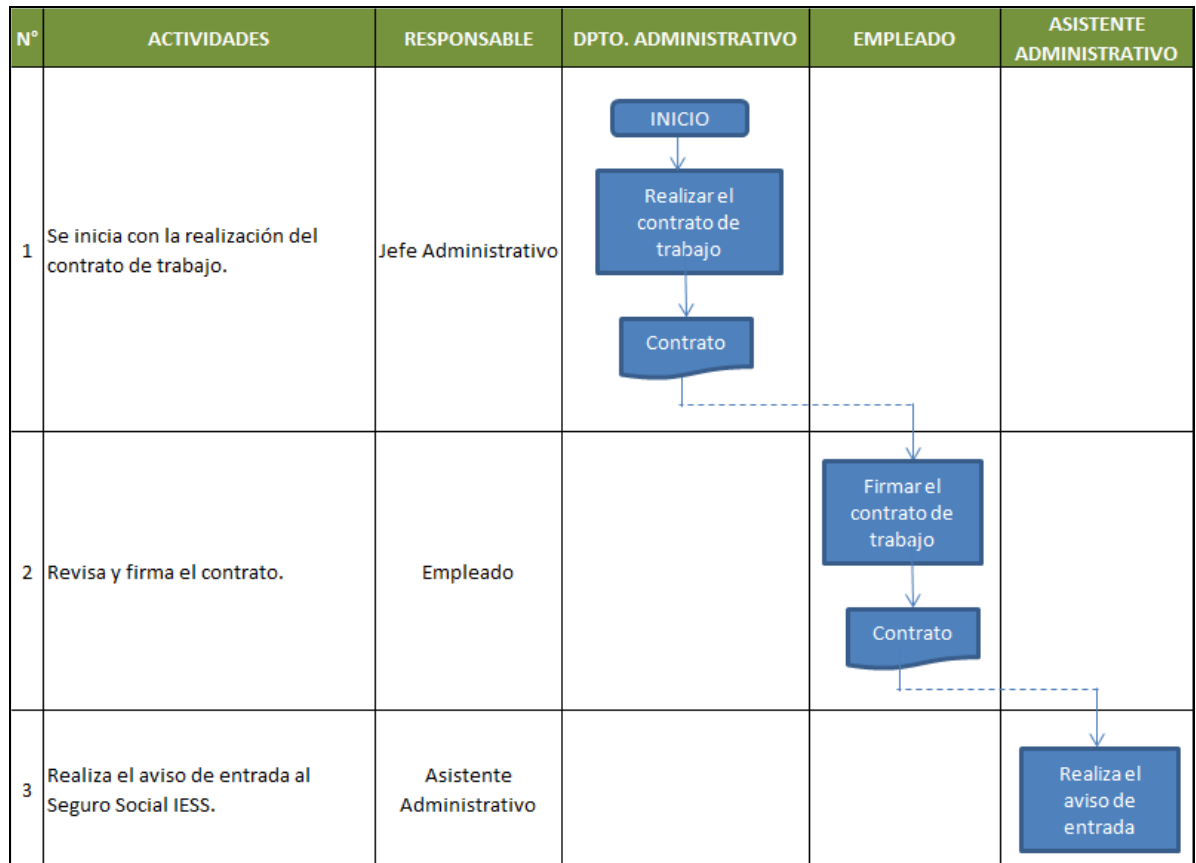 N°
ACTIVIDADES
RESPONSABLE
DPTO. ADMINISTRATIVO
EMPLEADO
ASISTENTE
ADMINISTRATIVO
1
Se inicia con la realización del
contrato de trabajo.
Jefe Administrativo
INICIO
Realizar el
contrato de
trabajo
Contrato
2
Revisa y firma el contrato.
Empleado
Firmar el
contrato de
trabajo
Contrato
3
Realiza el aviso de entrada al
Seguro Social IESS.
Asistente
Administrativo
Realiza el
aviso de
entrada